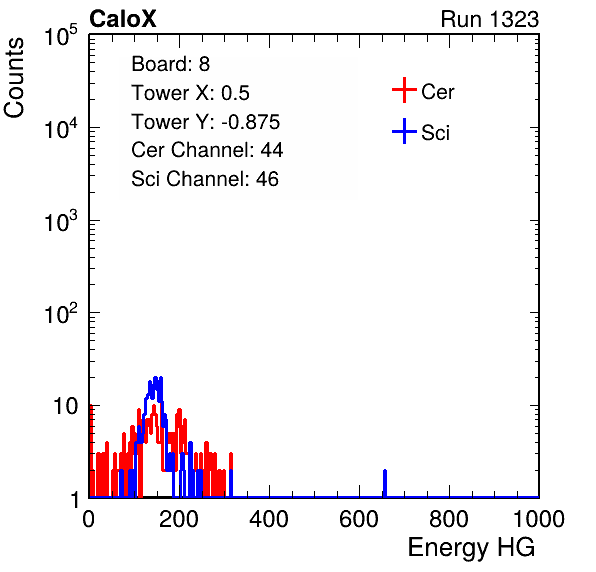 CaloX Run 1323
Counts
10^5
10^4
10^3
10^2
10
1
Board: 8
Tower X: 0.5
Tower Y: -0.875
Cer Channel: 44
Sci Channel: 46
Cer
Sci
0 200 400 600 800 1000
Energy HG